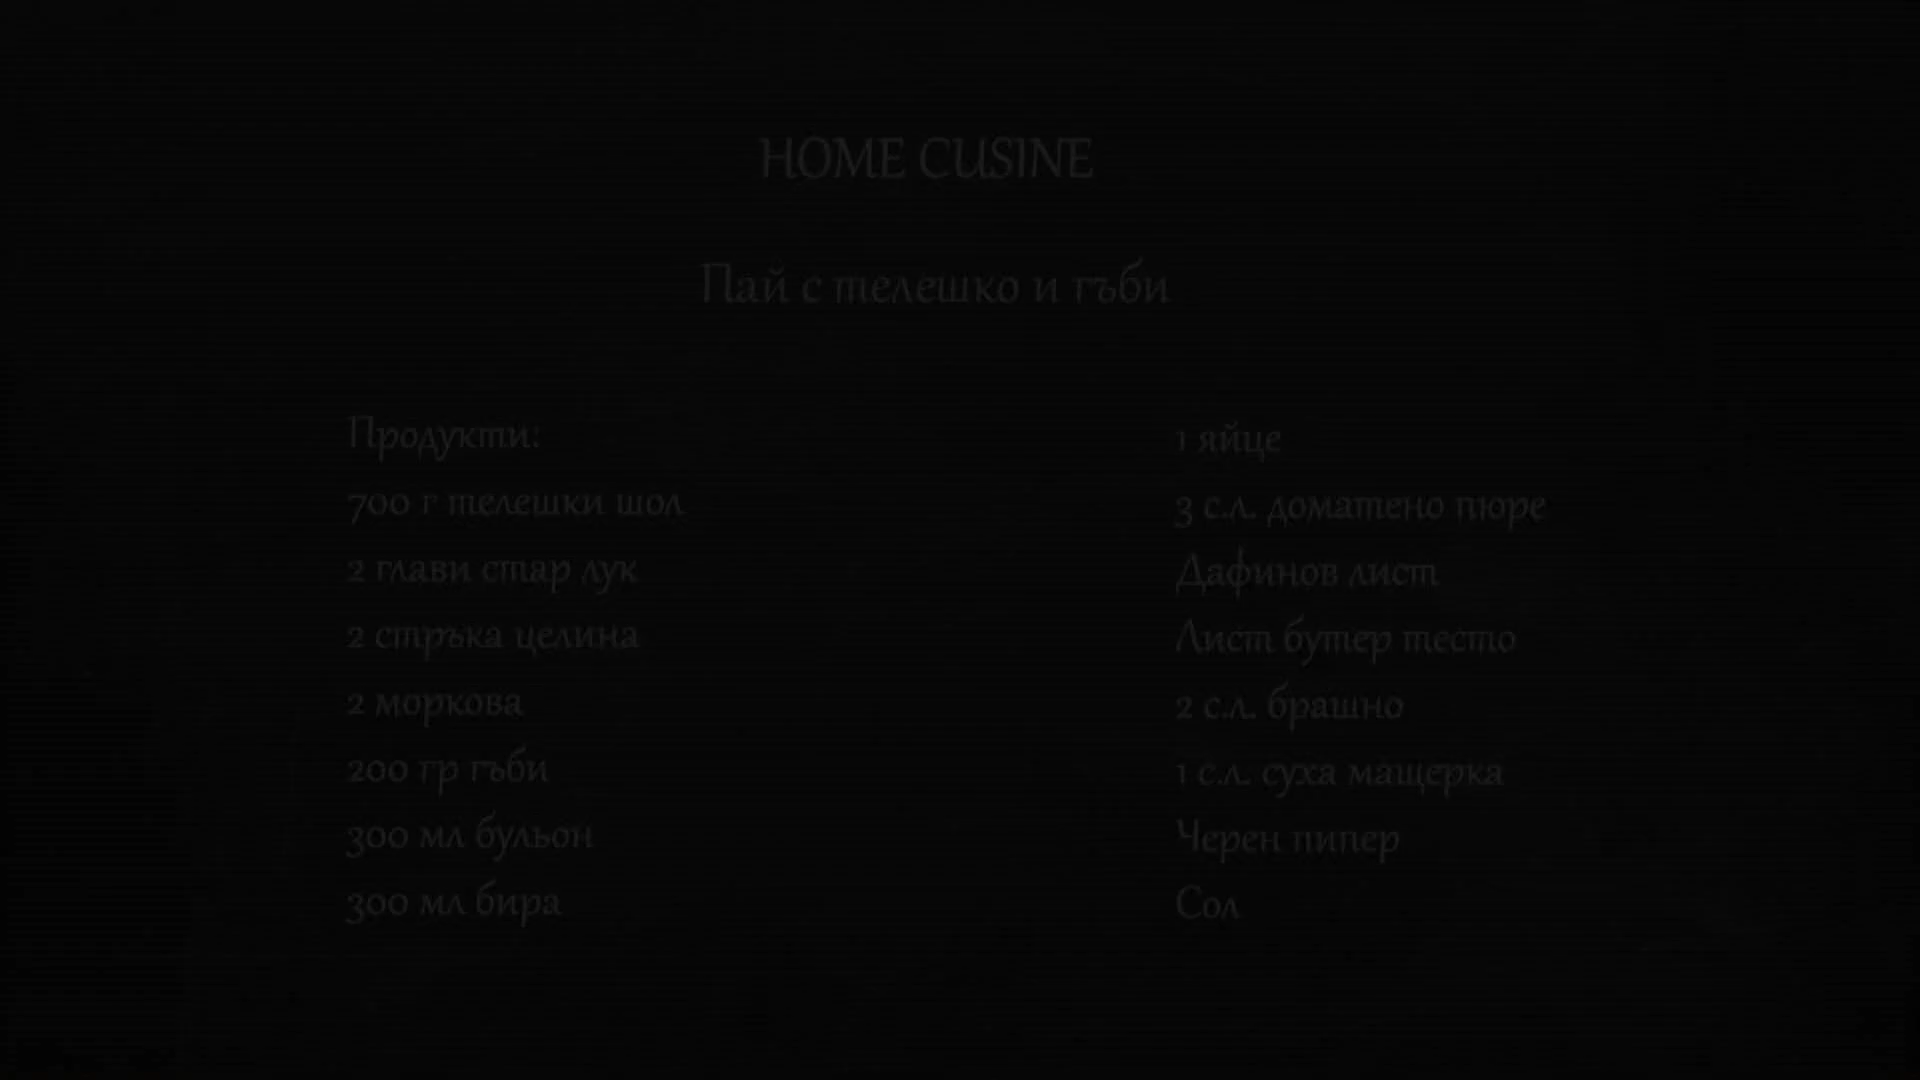 HOME CUSINE
Пай с телешко и гъби
Продукти:
700 г телешки шол
2 глави стар лук
2 стръка целина
2 моркова
200 гр гъби
300 мл бульон
300 мл бира
1 яйце
3 с.л. доматено пюре
Дафинов лист
Лист бутер тесто
2 с.л. брашно
1 с.л. суха мащерка
Черен пипер
Сол